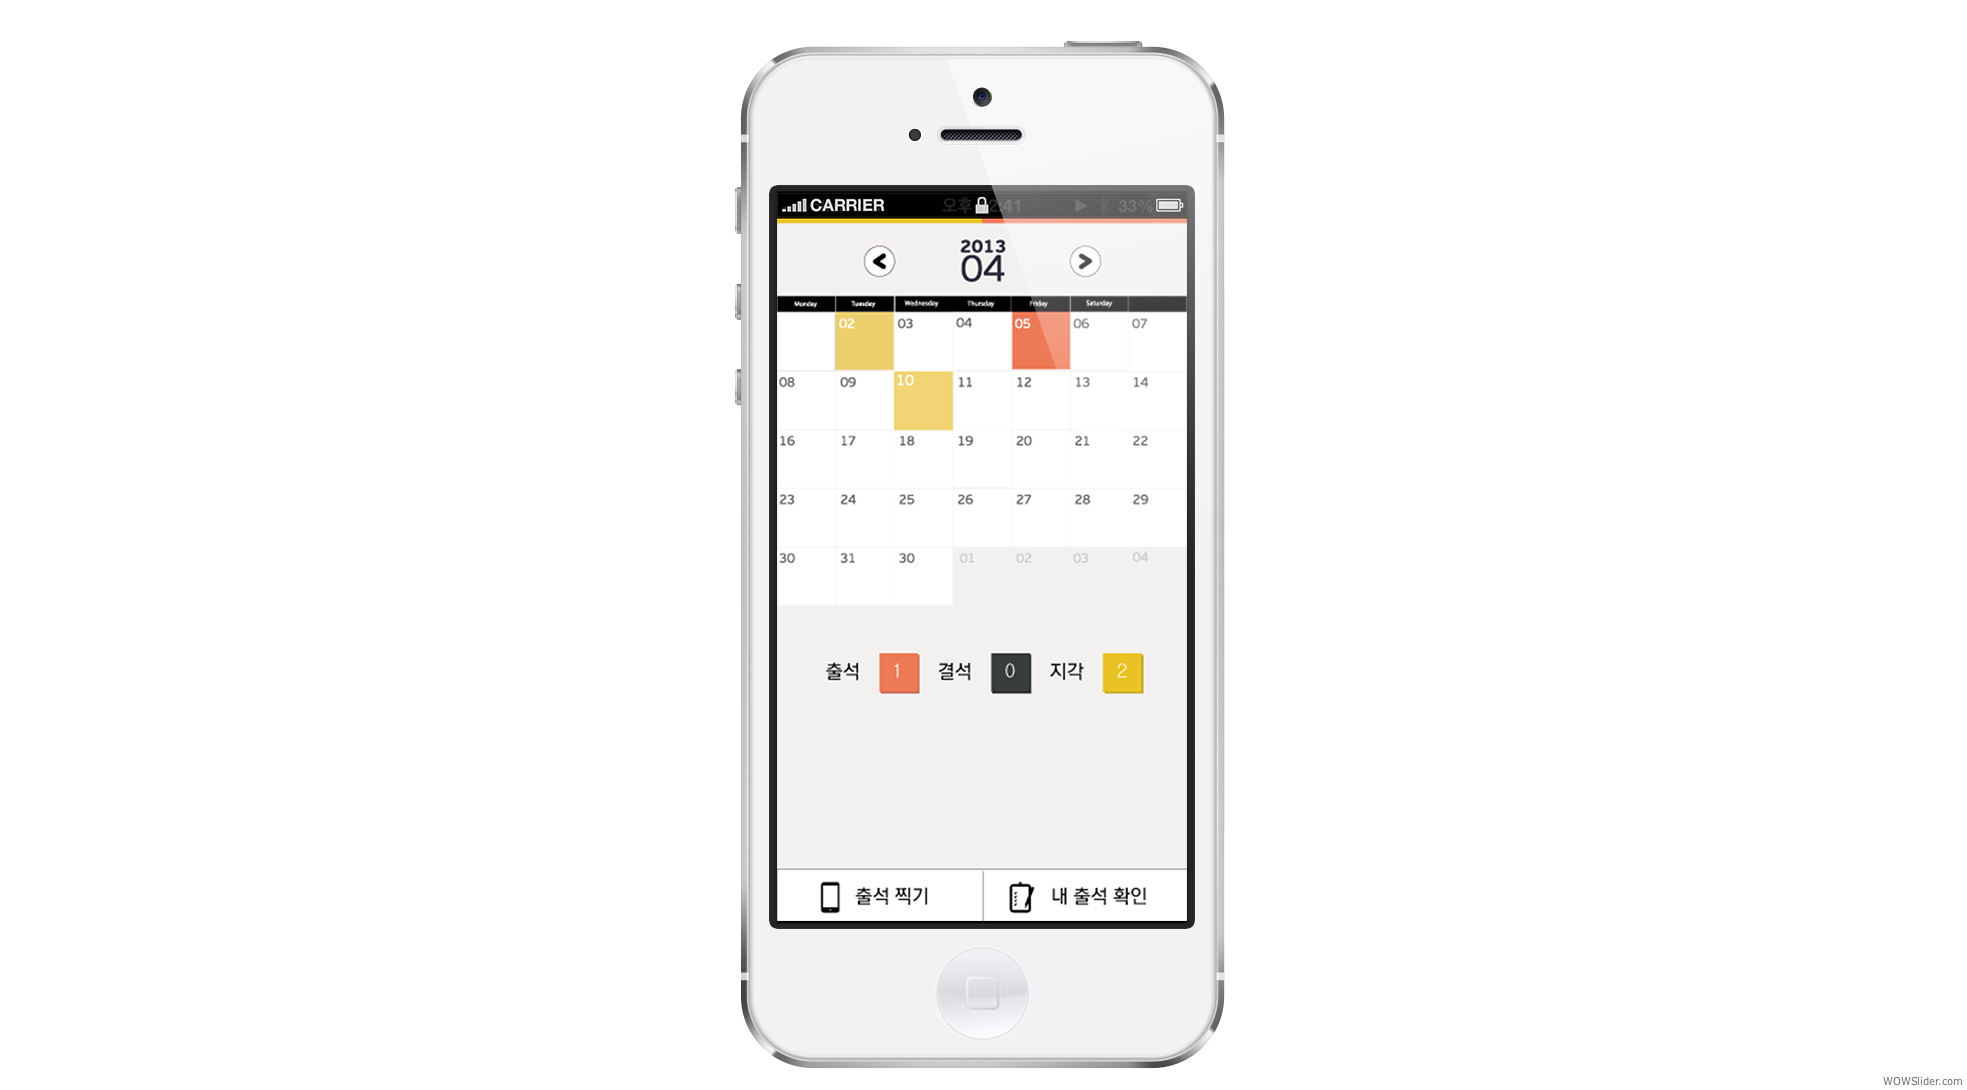 CARRIER 오후 2:41 33%
2013
04
Monday Tuesday Wednesday Thursday Friday Saturday
02 03 04 05 06 07
08 09 10 11 12 13 14
16 17 18 19 20 21 22
23 24 25 26 27 28 29
30 31 30 01 02 03 04
출석 1 결석 0 지각 2
출석 찍기 내 출석 확인
WOWSlider.com